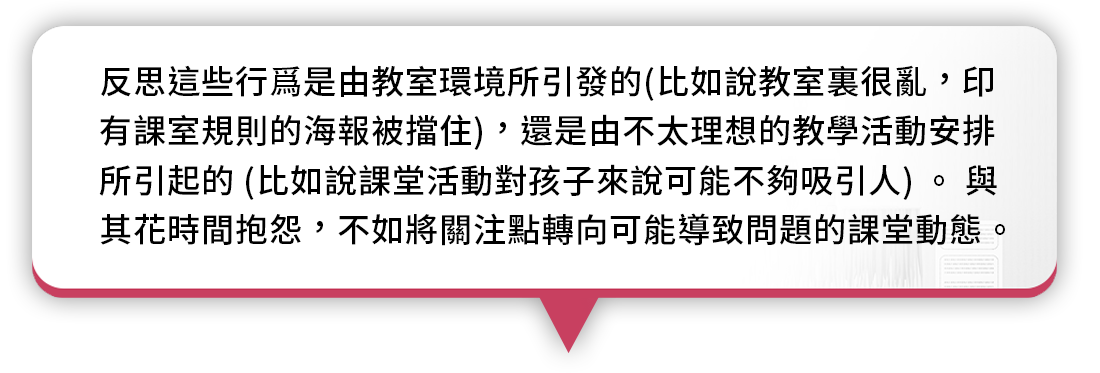 反思這些行爲是由教室環境所引發的(比如說教室裏很亂，印
有課室規則的海報被擋住)，還是由不太理想的教學活動安排
所引起的 (比如說課堂活動對孩子來說可能不夠吸引人) 。 與
其花時間抱怨，不如將關注點轉向可能導致問題的課堂動態。